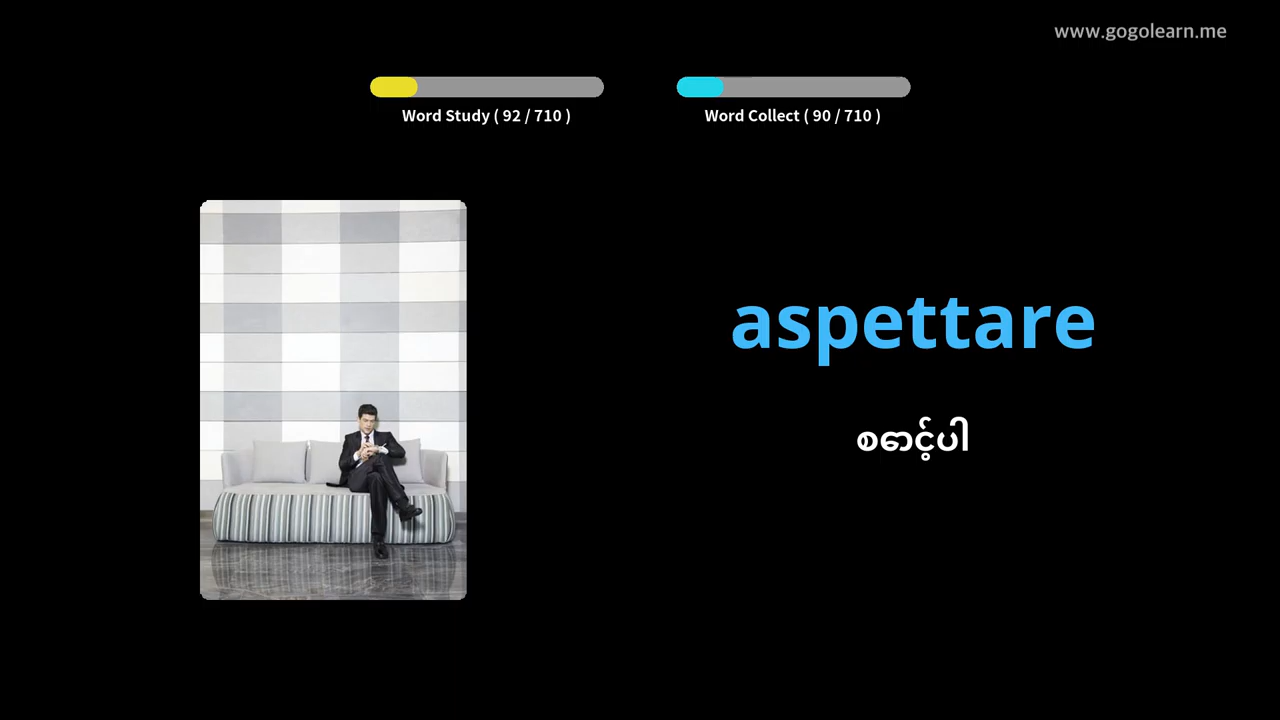 www.gogolearn.me
Word Study ( 92 / 710 )
Word Collect ( 90 / 710 )
aspettare
စောင့်ပါ